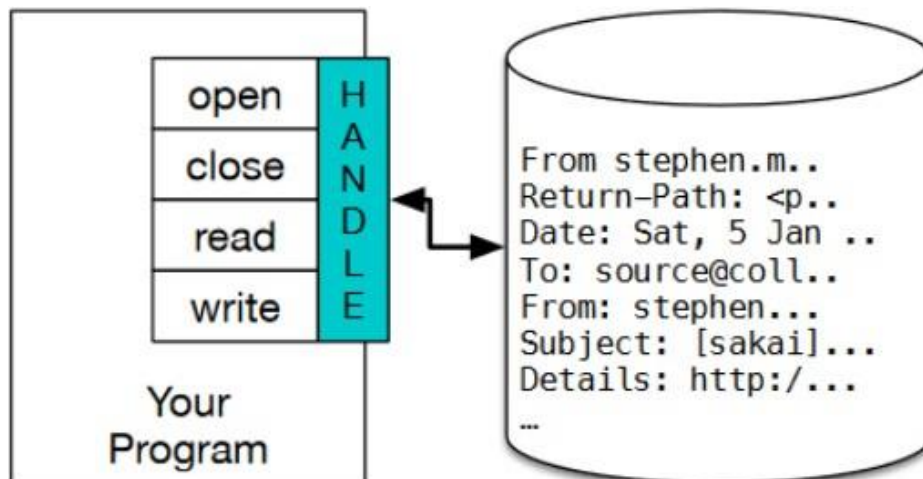 open
close
read
write
HANDLE
Your
Program
From stephen.m..
Return-Path: <p..
Date: Sat, 5 Jan ..
To: source@coll..
From: stephen...
Subject: [sakai]...
Details: http:/...
…